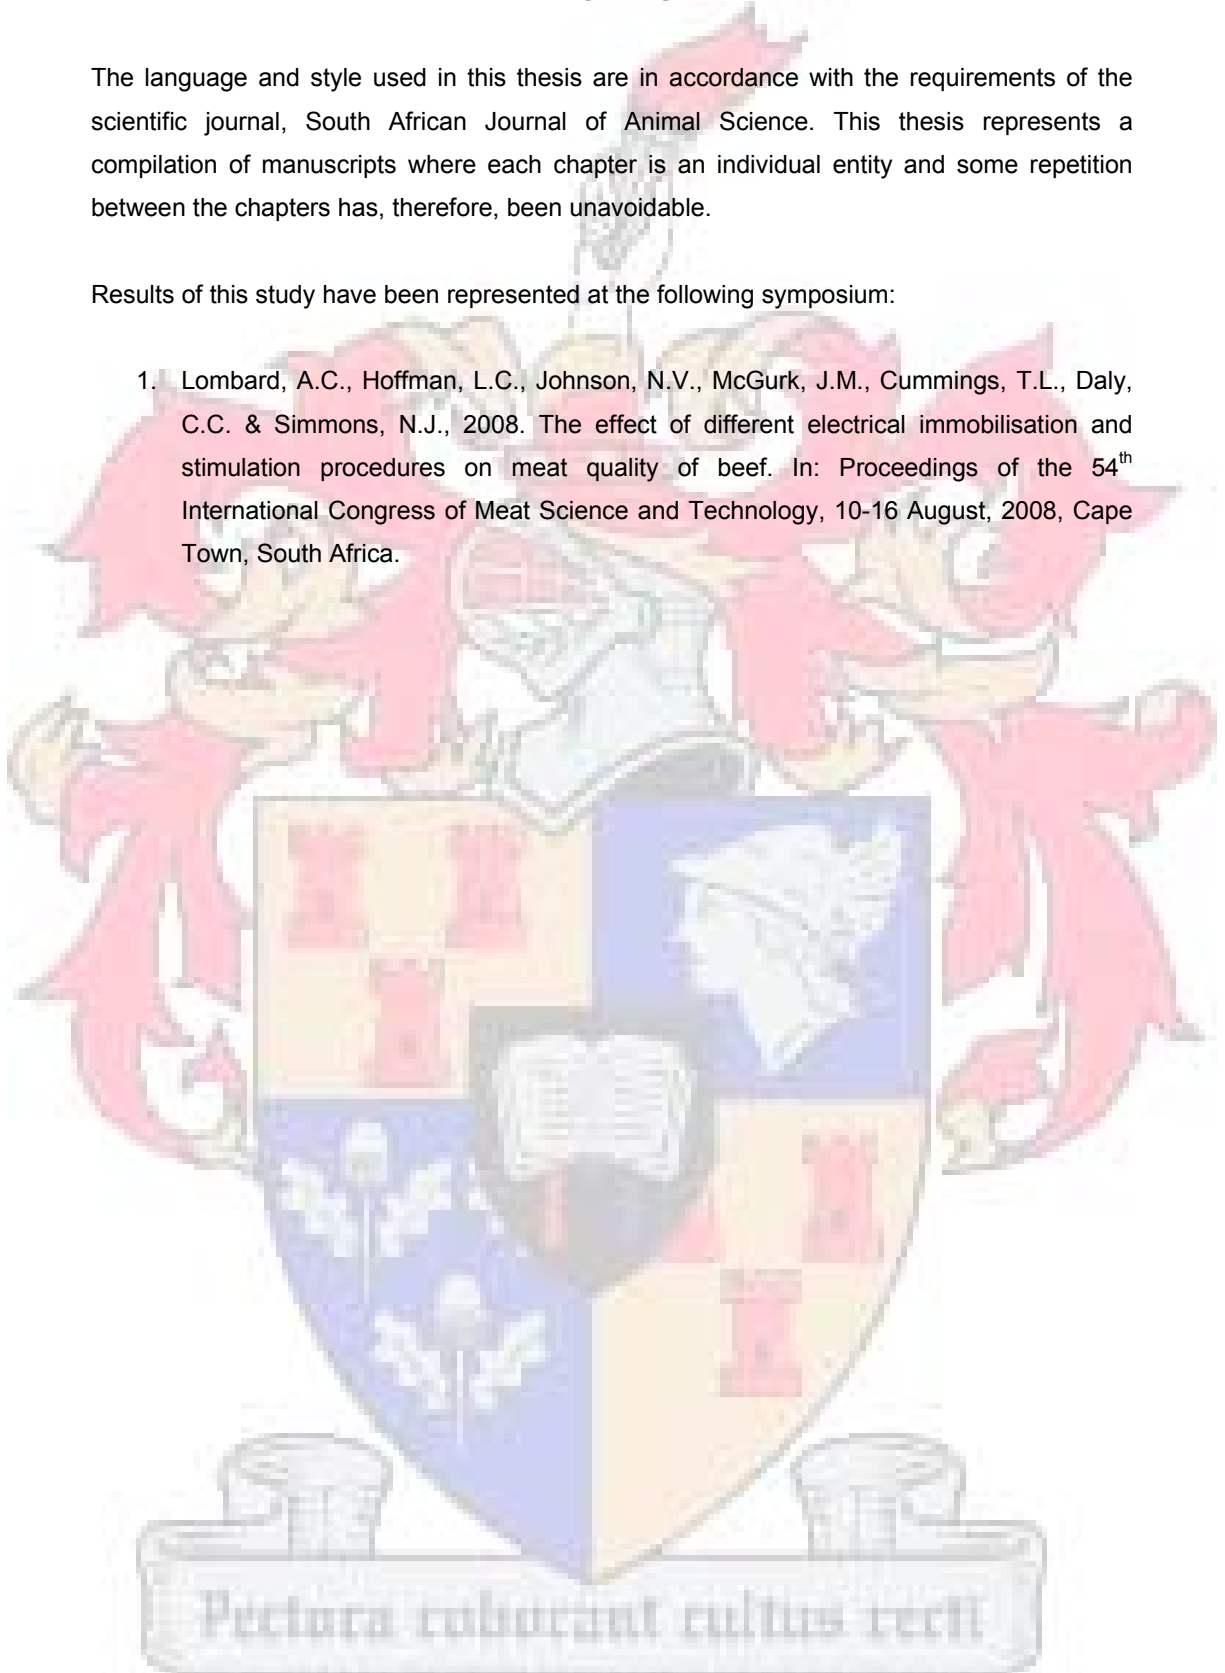 The language and style used in this thesis are in accordance with the requirements of the
scientific journal, South African Journal of Animal Science. This thesis represents a
compilation of manuscripts where each chapter is an individual entity and some repetition
between the chapters has, therefore, been unavoidable.
Results of this study have been represented at the following symposium:
1. Lombard, A.C., Hoffman, L.C., Johnson, N.V., McGurk, J.M., Cummings, T.L., Daly,
C.C. & Simmons, N.J., 2008. The effect of different electrical immobilisation and
stimulation procedures on meat quality of beef. In: Proceedings of the 54th
International Congress of Meat Science and Technology, 10-16 August, 2008, Cape
Town, South Africa.
Pectora roborant cultus recti